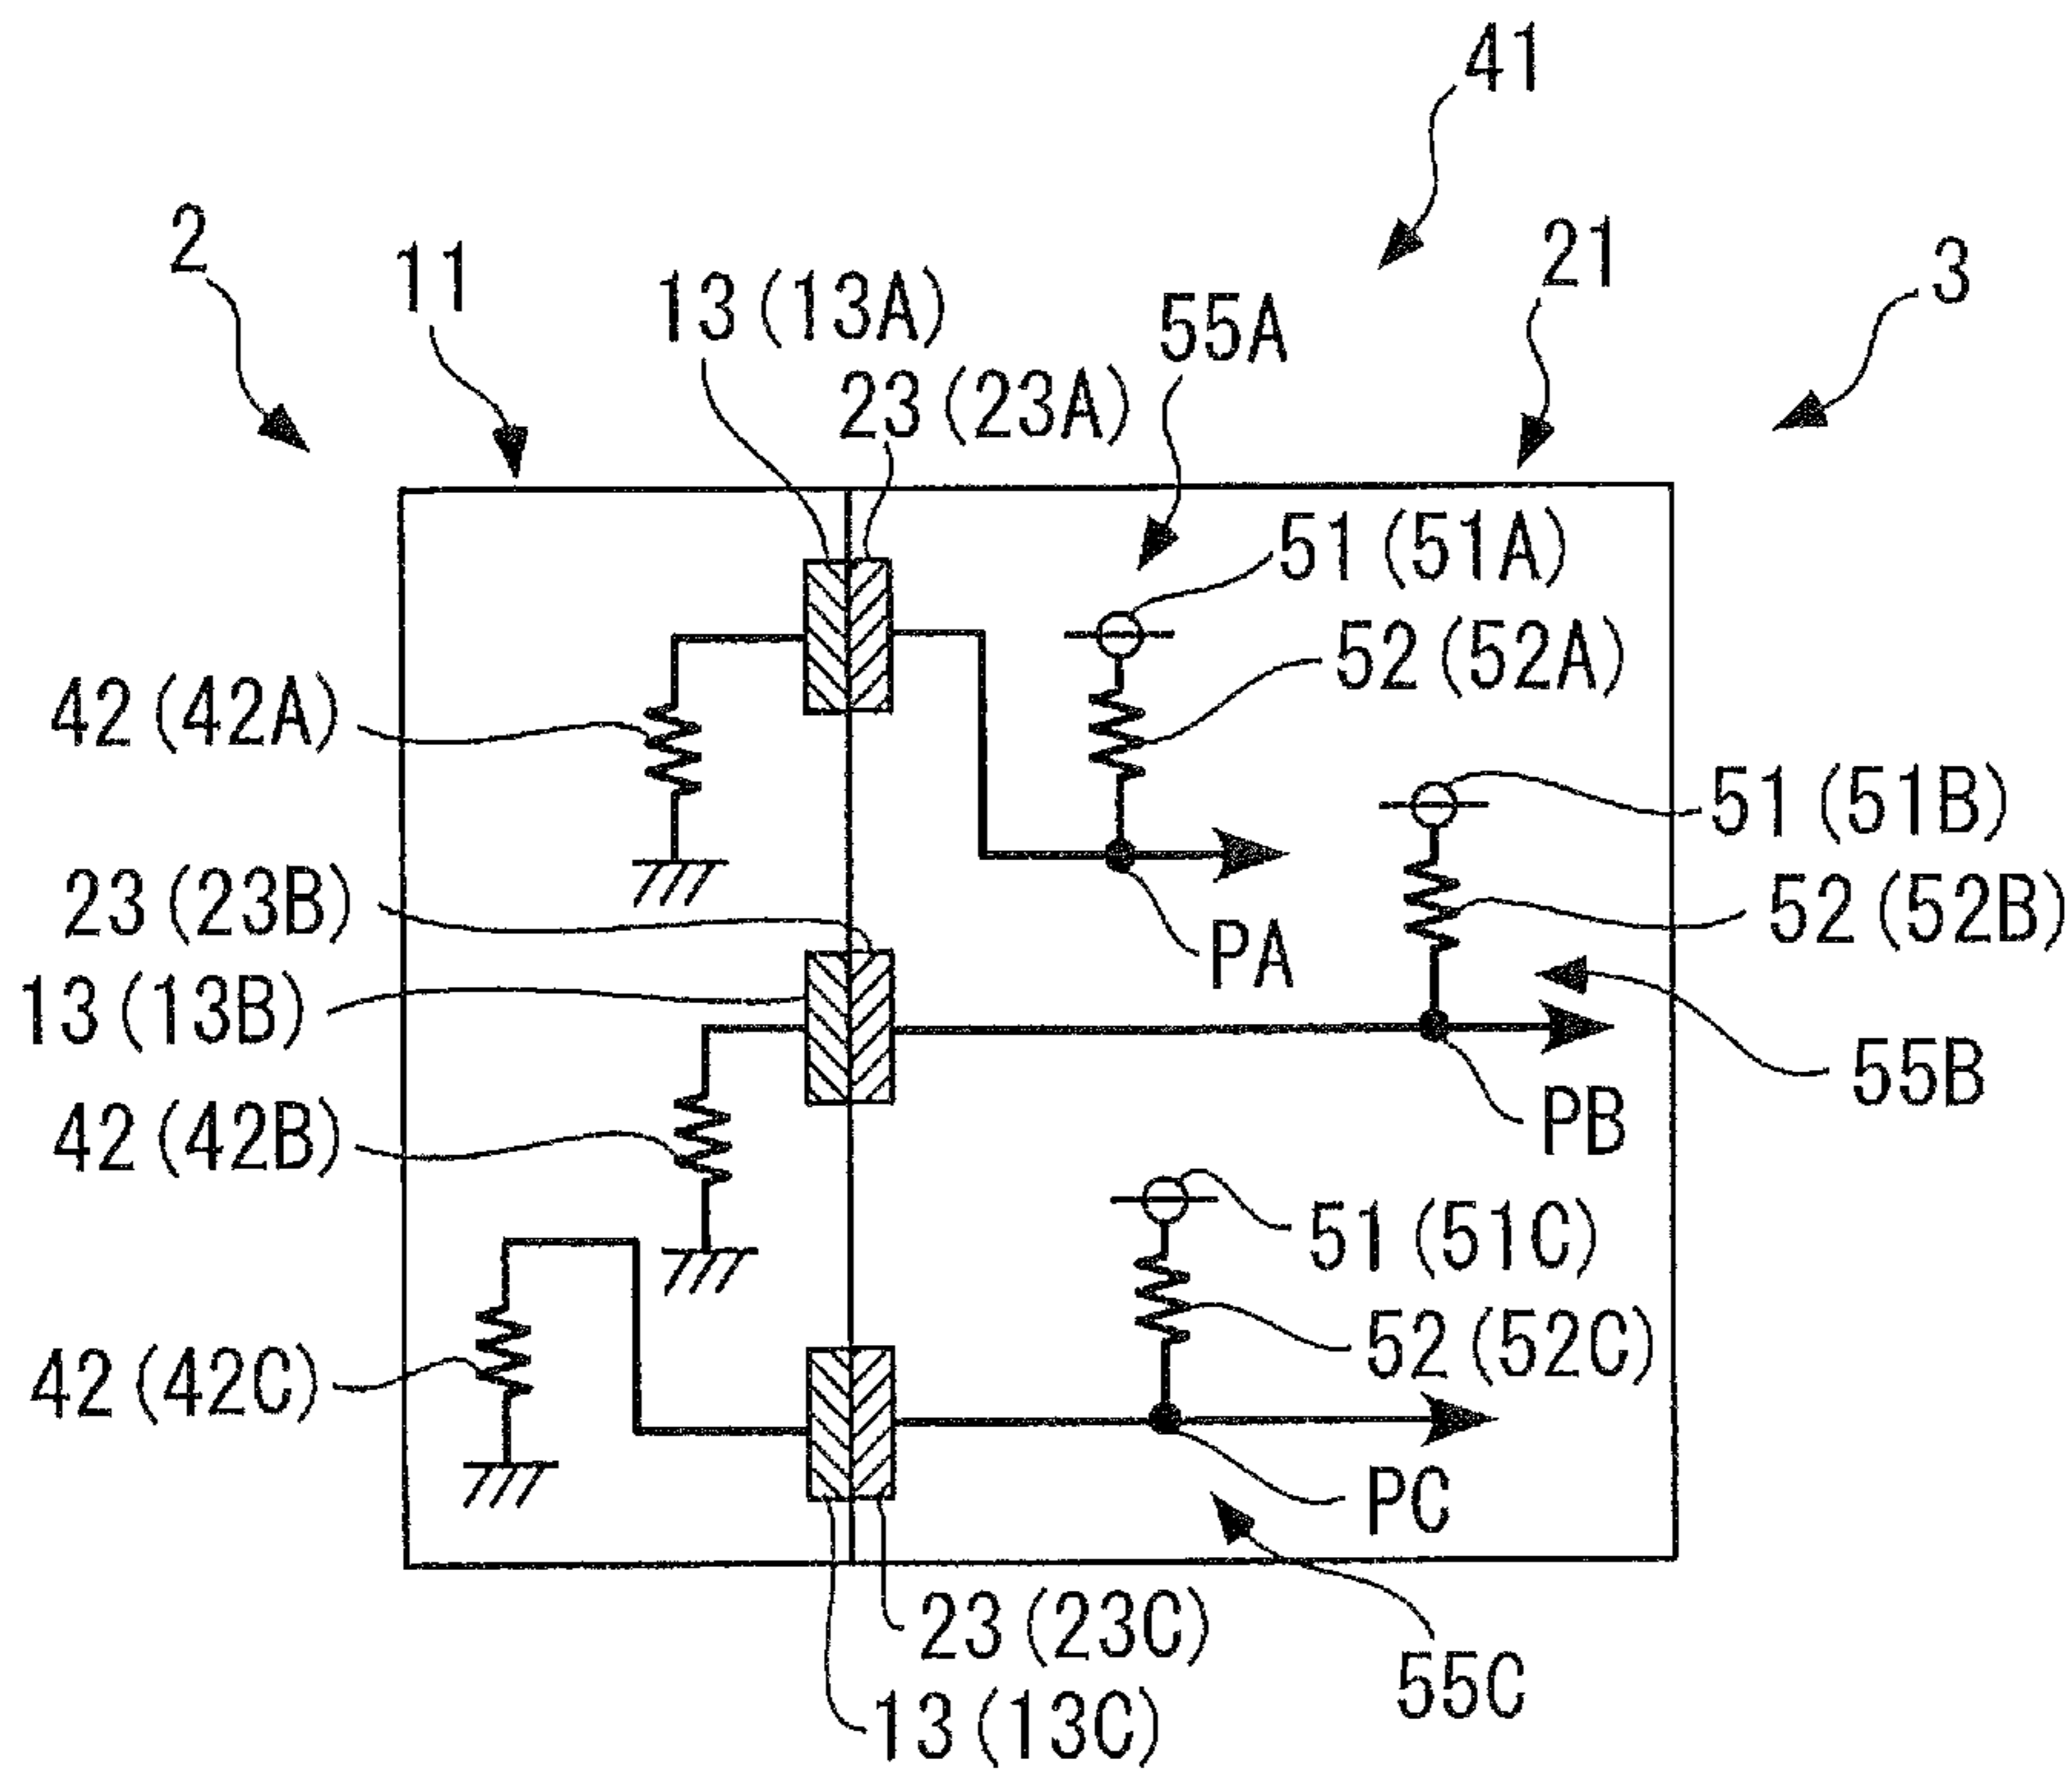 41
2
11
13(13A)
23(23A)
55A
21
3
51(51A)
52(52A)
42(42A)
51(51B)
52(52B)
23(23B)
13(13B)
PA
55B
PB
42(42B)
51(51C)
52(52C)
42(42C)
PC
23(23C)
13(13C)
55C